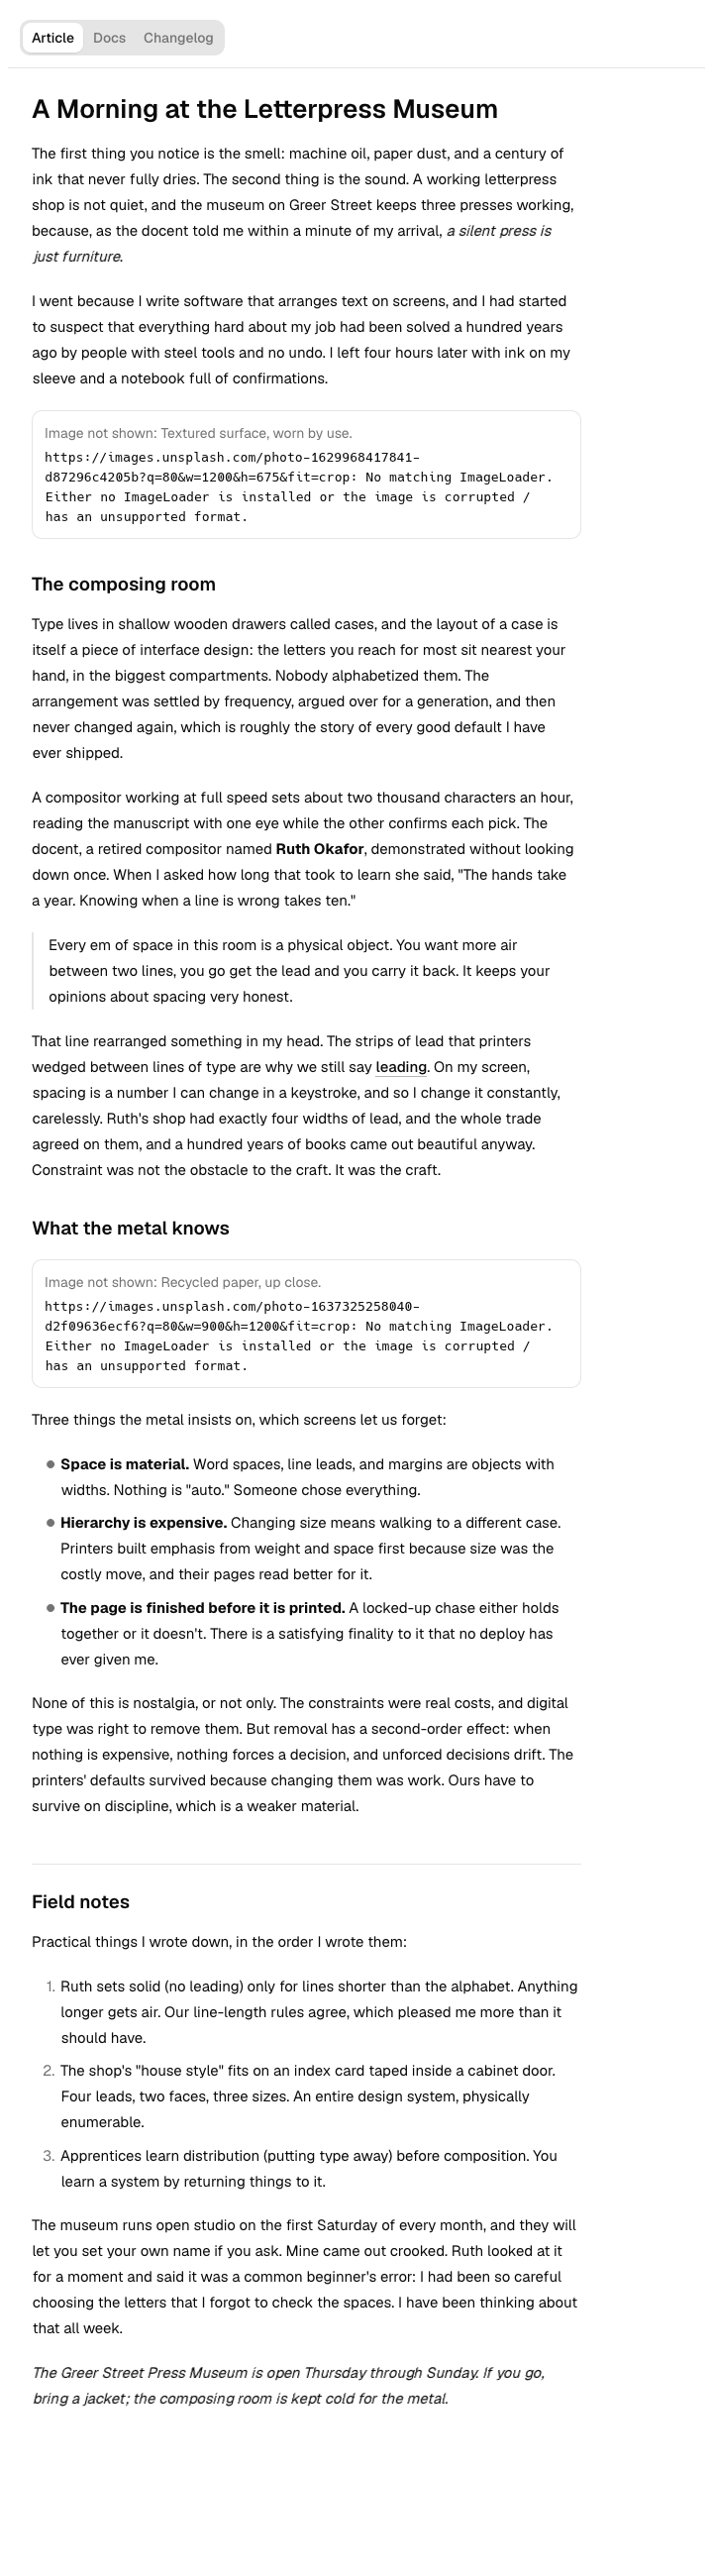 Article Docs Changelog
A Morning at the Letterpress Museum
The first thing you notice is the smell: machine oil, paper dust, and a century of
ink that never fully dries. The second thing is the sound. A working letterpress
shop is not quiet, and the museum on Greer Street keeps three presses working,
because, as the docent told me within a minute of my arrival, a silent press is
just furniture.
I went because I write software that arranges text on screens, and I had started
to suspect that everything hard about my job had been solved a hundred years
ago by people with steel tools and no undo. I left four hours later with ink on my
sleeve and a notebook full of confirmations.
Image not shown: Textured surface, worn by use.
https://images.unsplash.com/photo-1629968417841-
d87296c4205b?q=80&w=1200&h=675&fit=crop: No matching ImageLoader.
Either no ImageLoader is installed or the image is corrupted /
has an unsupported format.
The composing room
Type lives in shallow wooden drawers called cases, and the layout of a case is
itself a piece of interface design: the letters you reach for most sit nearest your
hand, in the biggest compartments. Nobody alphabetized them. The
arrangement was settled by frequency, argued over for a generation, and then
never changed again, which is roughly the story of every good default I have
ever shipped.
A compositor working at full speed sets about two thousand characters an hour,
reading the manuscript with one eye while the other confirms each pick. The
docent, a retired compositor named Ruth Okafor, demonstrated without looking
down once. When I asked how long that took to learn she said, "The hands take
a year. Knowing when a line is wrong takes ten."
Every em of space in this room is a physical object. You want more air
between two lines, you go get the lead and you carry it back. It keeps your
opinions about spacing very honest.
That line rearranged something in my head. The strips of lead that printers
wedged between lines of type are why we still say leading. On my screen,
spacing is a number I can change in a keystroke, and so I change it constantly,
carelessly. Ruth's shop had exactly four widths of lead, and the whole trade
agreed on them, and a hundred years of books came out beautiful anyway.
Constraint was not the obstacle to the craft. It was the craft.
What the metal knows
Image not shown: Recycled paper, up close.
https://images.unsplash.com/photo-1637325258040-
d2f09636ecf6?q=80&w=900&h=1200&fit=crop: No matching ImageLoader.
Either no ImageLoader is installed or the image is corrupted /
has an unsupported format.
Three things the metal insists on, which screens let us forget:
● Space is material. Word spaces, line leads, and margins are objects with
widths. Nothing is "auto." Someone chose everything.
● Hierarchy is expensive. Changing size means walking to a different case.
Printers built emphasis from weight and space first because size was the
costly move, and their pages read better for it.
● The page is finished before it is printed. A locked-up chase either holds
together or it doesn't. There is a satisfying finality to it that no deploy has
ever given me.
None of this is nostalgia, or not only. The constraints were real costs, and digital
type was right to remove them. But removal has a second-order effect: when
nothing is expensive, nothing forces a decision, and unforced decisions drift. The
printers' defaults survived because changing them was work. Ours have to
survive on discipline, which is a weaker material.
Field notes
Practical things I wrote down, in the order I wrote them:
1. Ruth sets solid (no leading) only for lines shorter than the alphabet. Anything
longer gets air. Our line-length rules agree, which pleased me more than it
should have.
2. The shop's "house style" fits on an index card taped inside a cabinet door.
Four leads, two faces, three sizes. An entire design system, physically
enumerable.
3. Apprentices learn distribution (putting type away) before composition. You
learn a system by returning things to it.
The museum runs open studio on the first Saturday of every month, and they will
let you set your own name if you ask. Mine came out crooked. Ruth looked at it
for a moment and said it was a common beginner's error: I had been so careful
choosing the letters that I forgot to check the spaces. I have been thinking about
that all week.
The Greer Street Press Museum is open Thursday through Sunday. If you go,
bring a jacket; the composing room is kept cold for the metal.